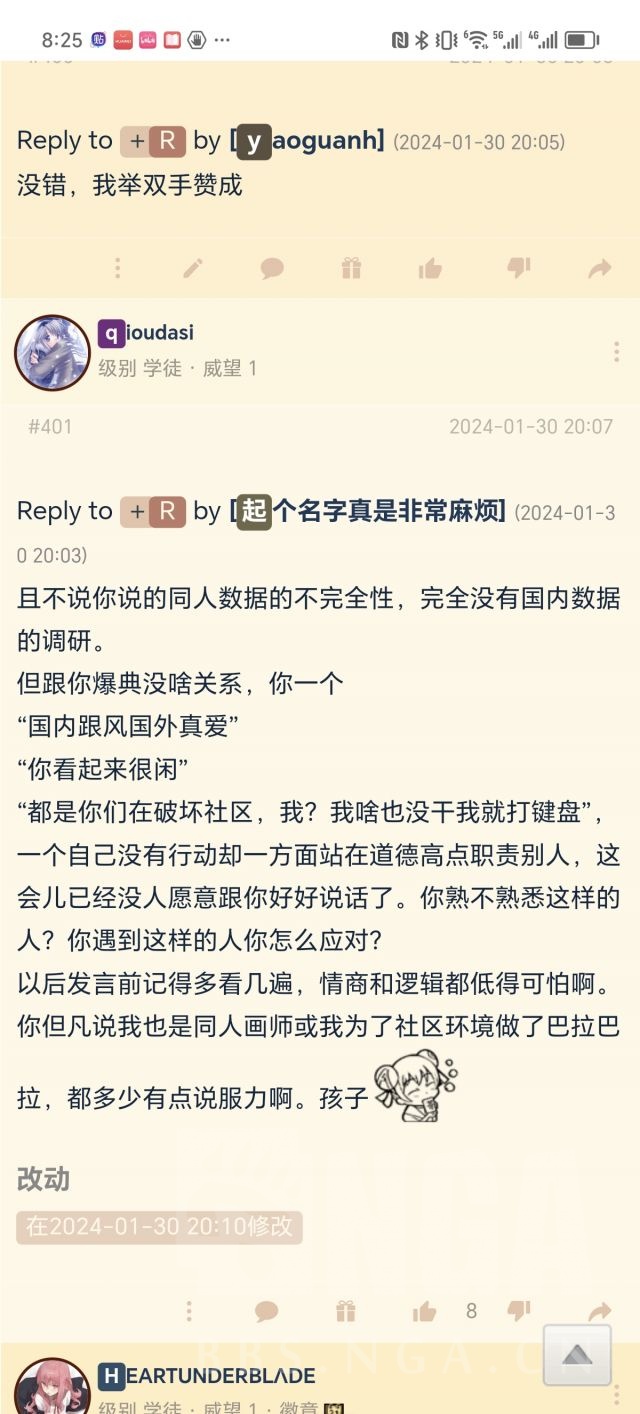 8:25
Reply to + R by [yaoguanh] (2024-01-30 20:05)
没错，我举双手赞成
qioudasi
级别 学徒 · 威望 1
#401
2024-01-30 20:07
Reply to + R by [起个名字真是非常麻烦] (2024-01-3
0 20:03)
且不说你说的同人数据的不完全性，完全没有国内数据
的调研。
但跟你爆典没啥关系，你一个
“国内跟风国外真爱”
“你看起来很闲”
“都是你们在破坏社区，我？我啥也没干我就打键盘”，
一个自己没有行动却一方面站在道德高点职责别人，这
会儿已经没人愿意跟你好好说话了。你熟不熟悉这样的
人？你遇到这样的人你怎么应对？
以后发言前记得多看几遍，情商和逻辑都低得可怕啊。
你但凡说我也是同人画师或我为了社区环境做了巴拉巴
拉，都多少有点说服力啊。孩子
改动
在2024-01-30 20:10修改
8
BBS.NGA.CN
HEARTUNDERBLΛDE
级别 学徒 · 威望 1 · 徽章